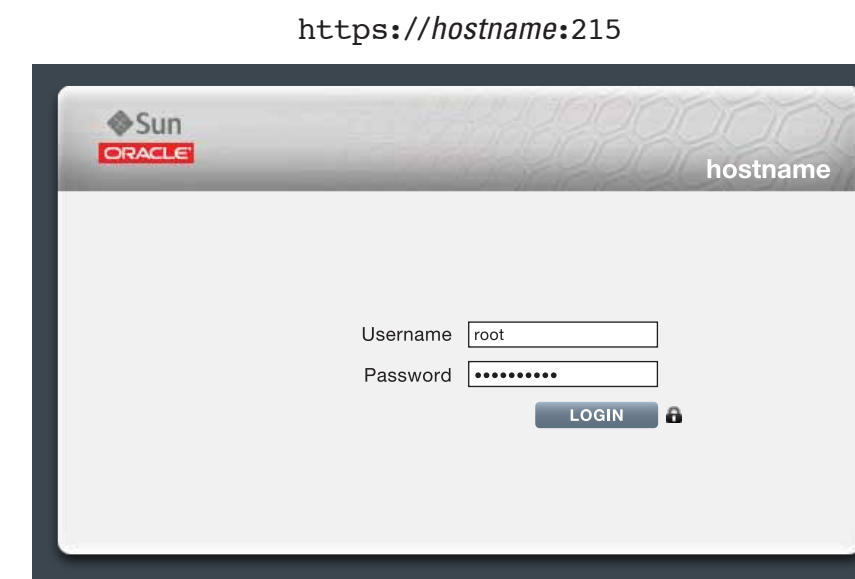 https://hostname:215
Sun
ORACLE
hostname
Username root
Password ••••••••••
LOGIN